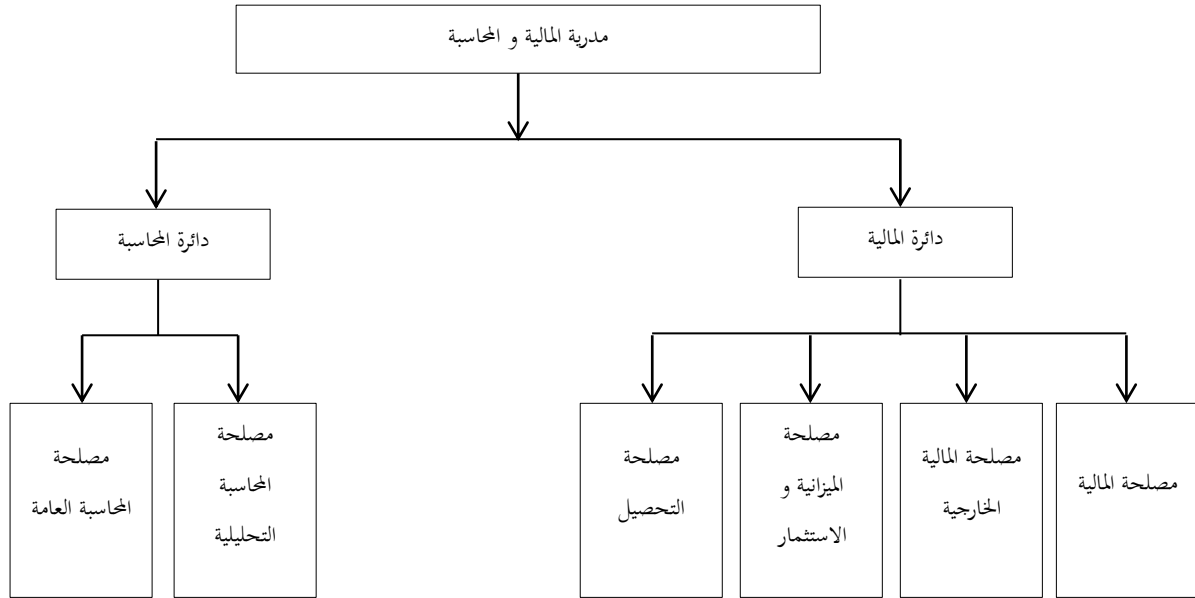 مدرية المالية و المحاسبة
دائرة المالية
دائرة المحاسبة
مصلحة المالية
مصلحة المالية
الخارجية
مصلحة
الميزانية و
الاستثمار
مصلحة
التحصيل
مصلحة
المحاسبة
التحليلية
مصلحة
المحاسبة العامة